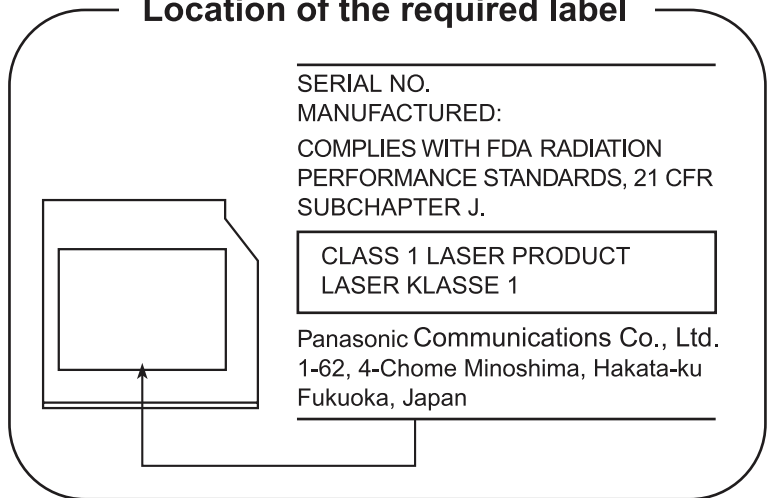 Location of the required label
SERIAL NO.
MANUFACTURED:
COMPLIES WITH FDA RADIATION
PERFORMANCE STANDARDS, 21 CFR
SUBCHAPTER J.
CLASS 1 LASER PRODUCT
LASER KLASSE 1
Panasonic Communications Co., Ltd.
1-62, 4-Chome Minoshima, Hakata-ku
Fukuoka, Japan